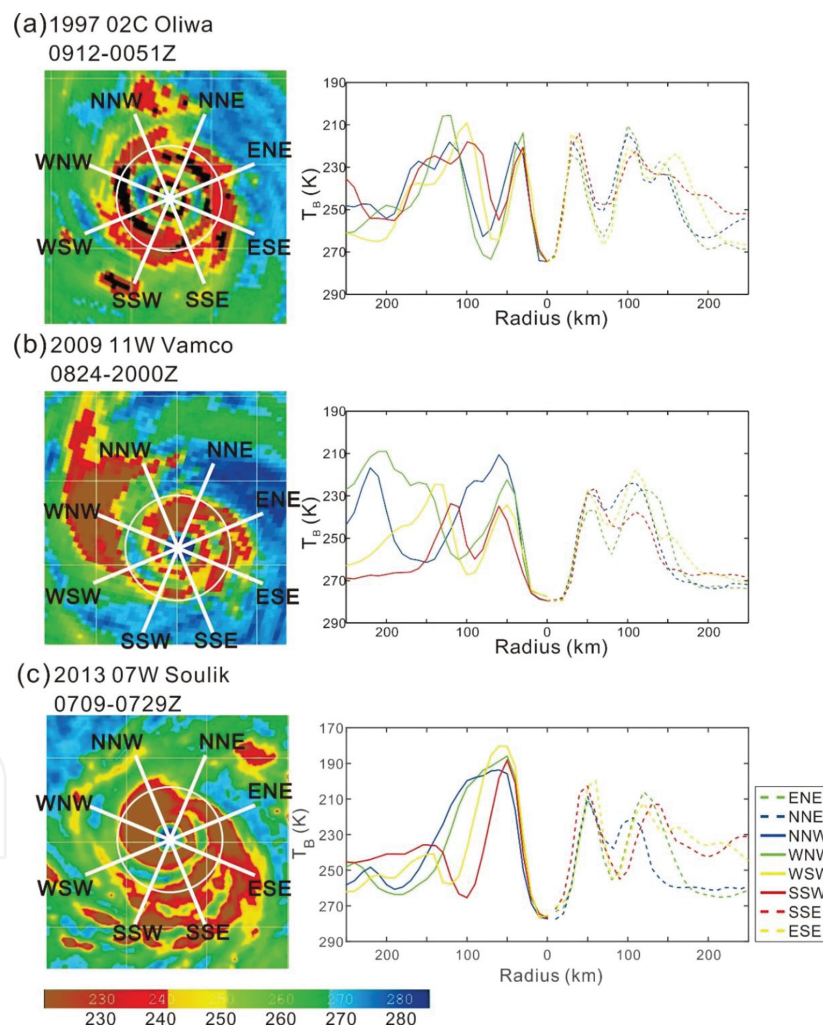 (a) 1997 02C Oliwa
0912-0051Z
NNW NNE
WNW ENE
WSW ESE
SSW SSE
190
210
230
250
270
290
T_B (K)
200 100 0 100 200
Radius (km)
(b) 2009 11W Vamco
0824-2000Z
NNW NNE
WNW ENE
WSW ESE
SSW SSE
190
210
230
250
270
290
T_B (K)
200 100 0 100 200
Radius (km)
(c) 2013 07W Soulik
0709-0729Z
NNW NNE
WNW ENE
WSW ESE
SSW SSE
170
190
210
230
250
270
290
T_B (K)
200 100 0 100 200
Radius (km)
ENE
NNE
NNW
WNW
WSW
SSW
SSE
ESE
230 240 250 260 270 280
230 240 250 260 270 280